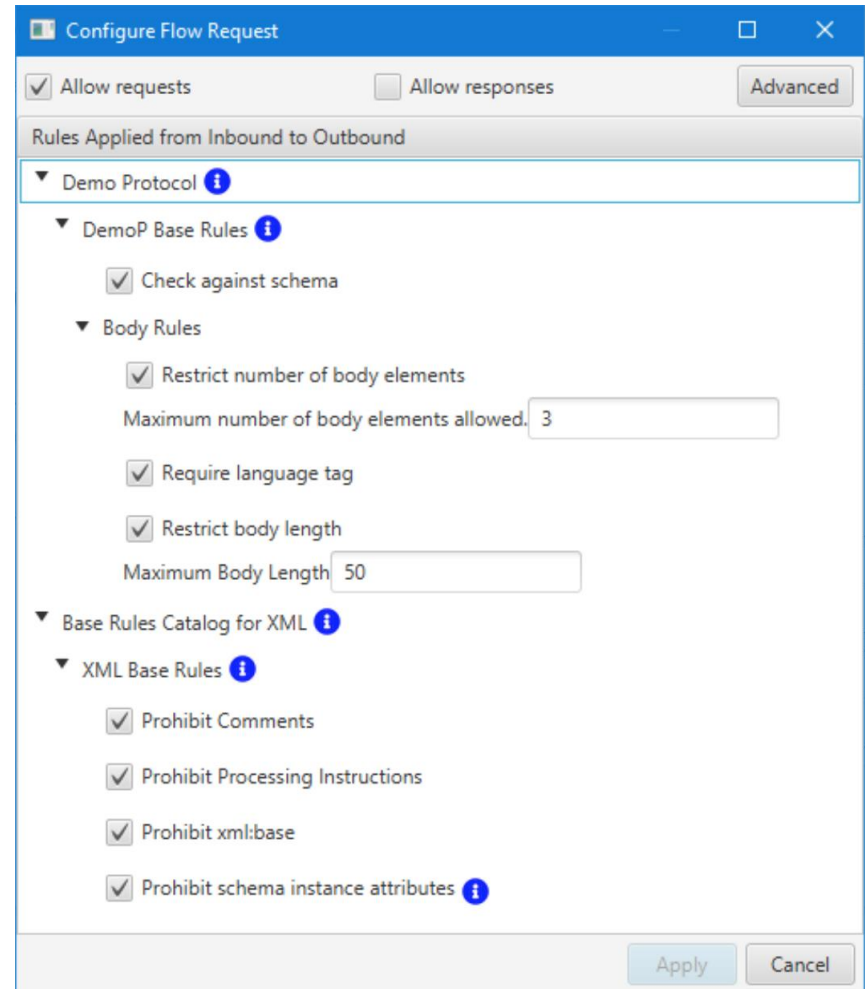 Configure Flow Request
Allow requests Allow responses Advanced
Rules Applied from Inbound to Outbound
Demo Protocol
DemoP Base Rules
Check against schema
Body Rules
Restrict number of body elements
Maximum number of body elements allowed. 3
Require language tag
Restrict body length
Maximum Body Length 50
Base Rules Catalog for XML
XML Base Rules
Prohibit Comments
Prohibit Processing Instructions
Prohibit xml:base
Prohibit schema instance attributes
Apply Cancel